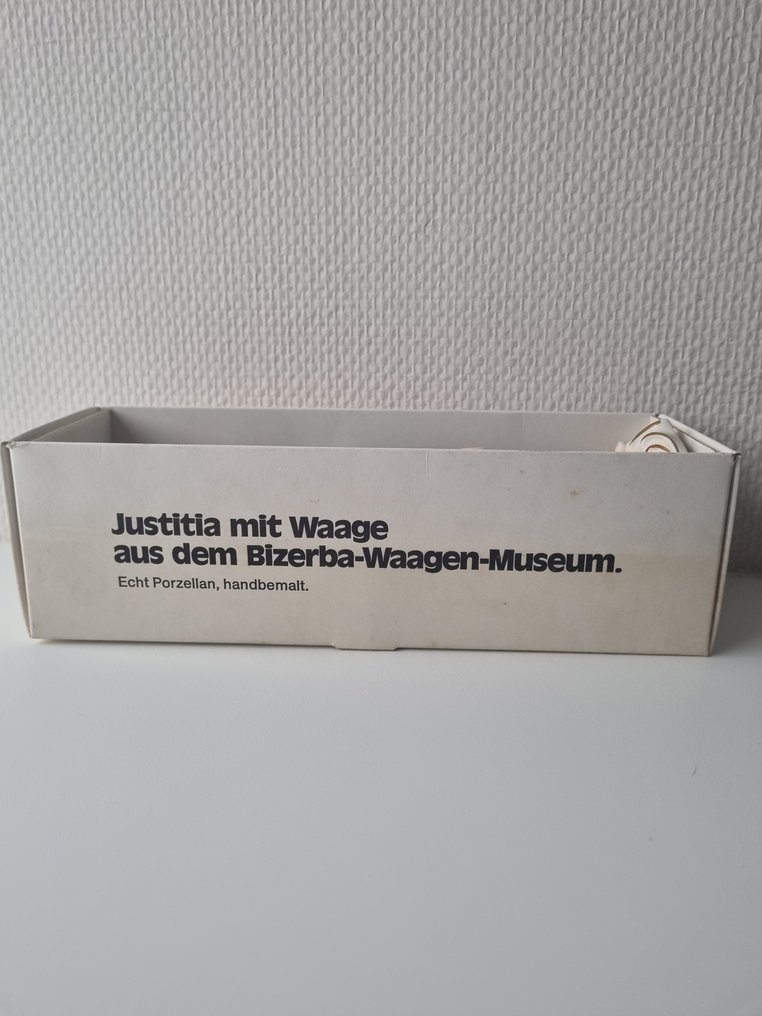 Justitia mit Waage
aus dem Bizerba-Waagen-Museum.
Echt Porzellan, handbemalt.